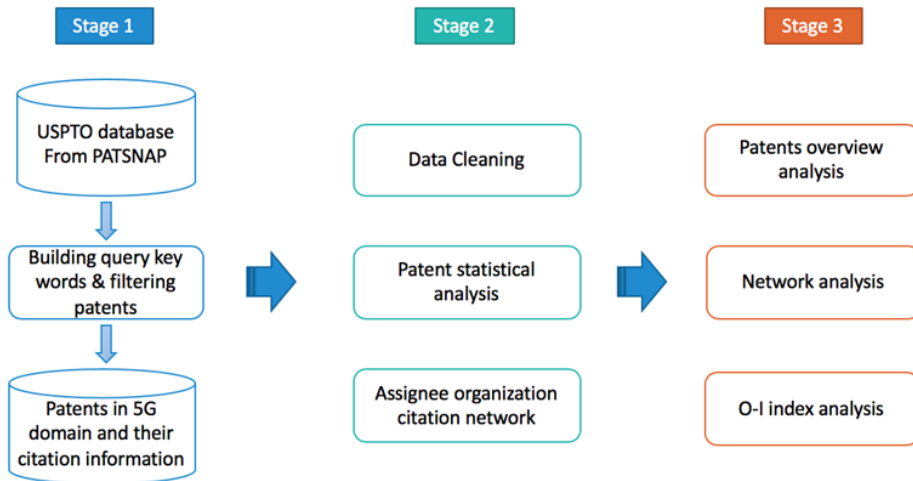 Stage 1
USPTO database
From PATSNAP
Building query key
words & filtering
patents
Patents in 5G
domain and their
citation information
Stage 2
Data Cleaning
Patent statistical
analysis
Assignee organization
citation network
Stage 3
Patents overview
analysis
Network analysis
O-I index analysis